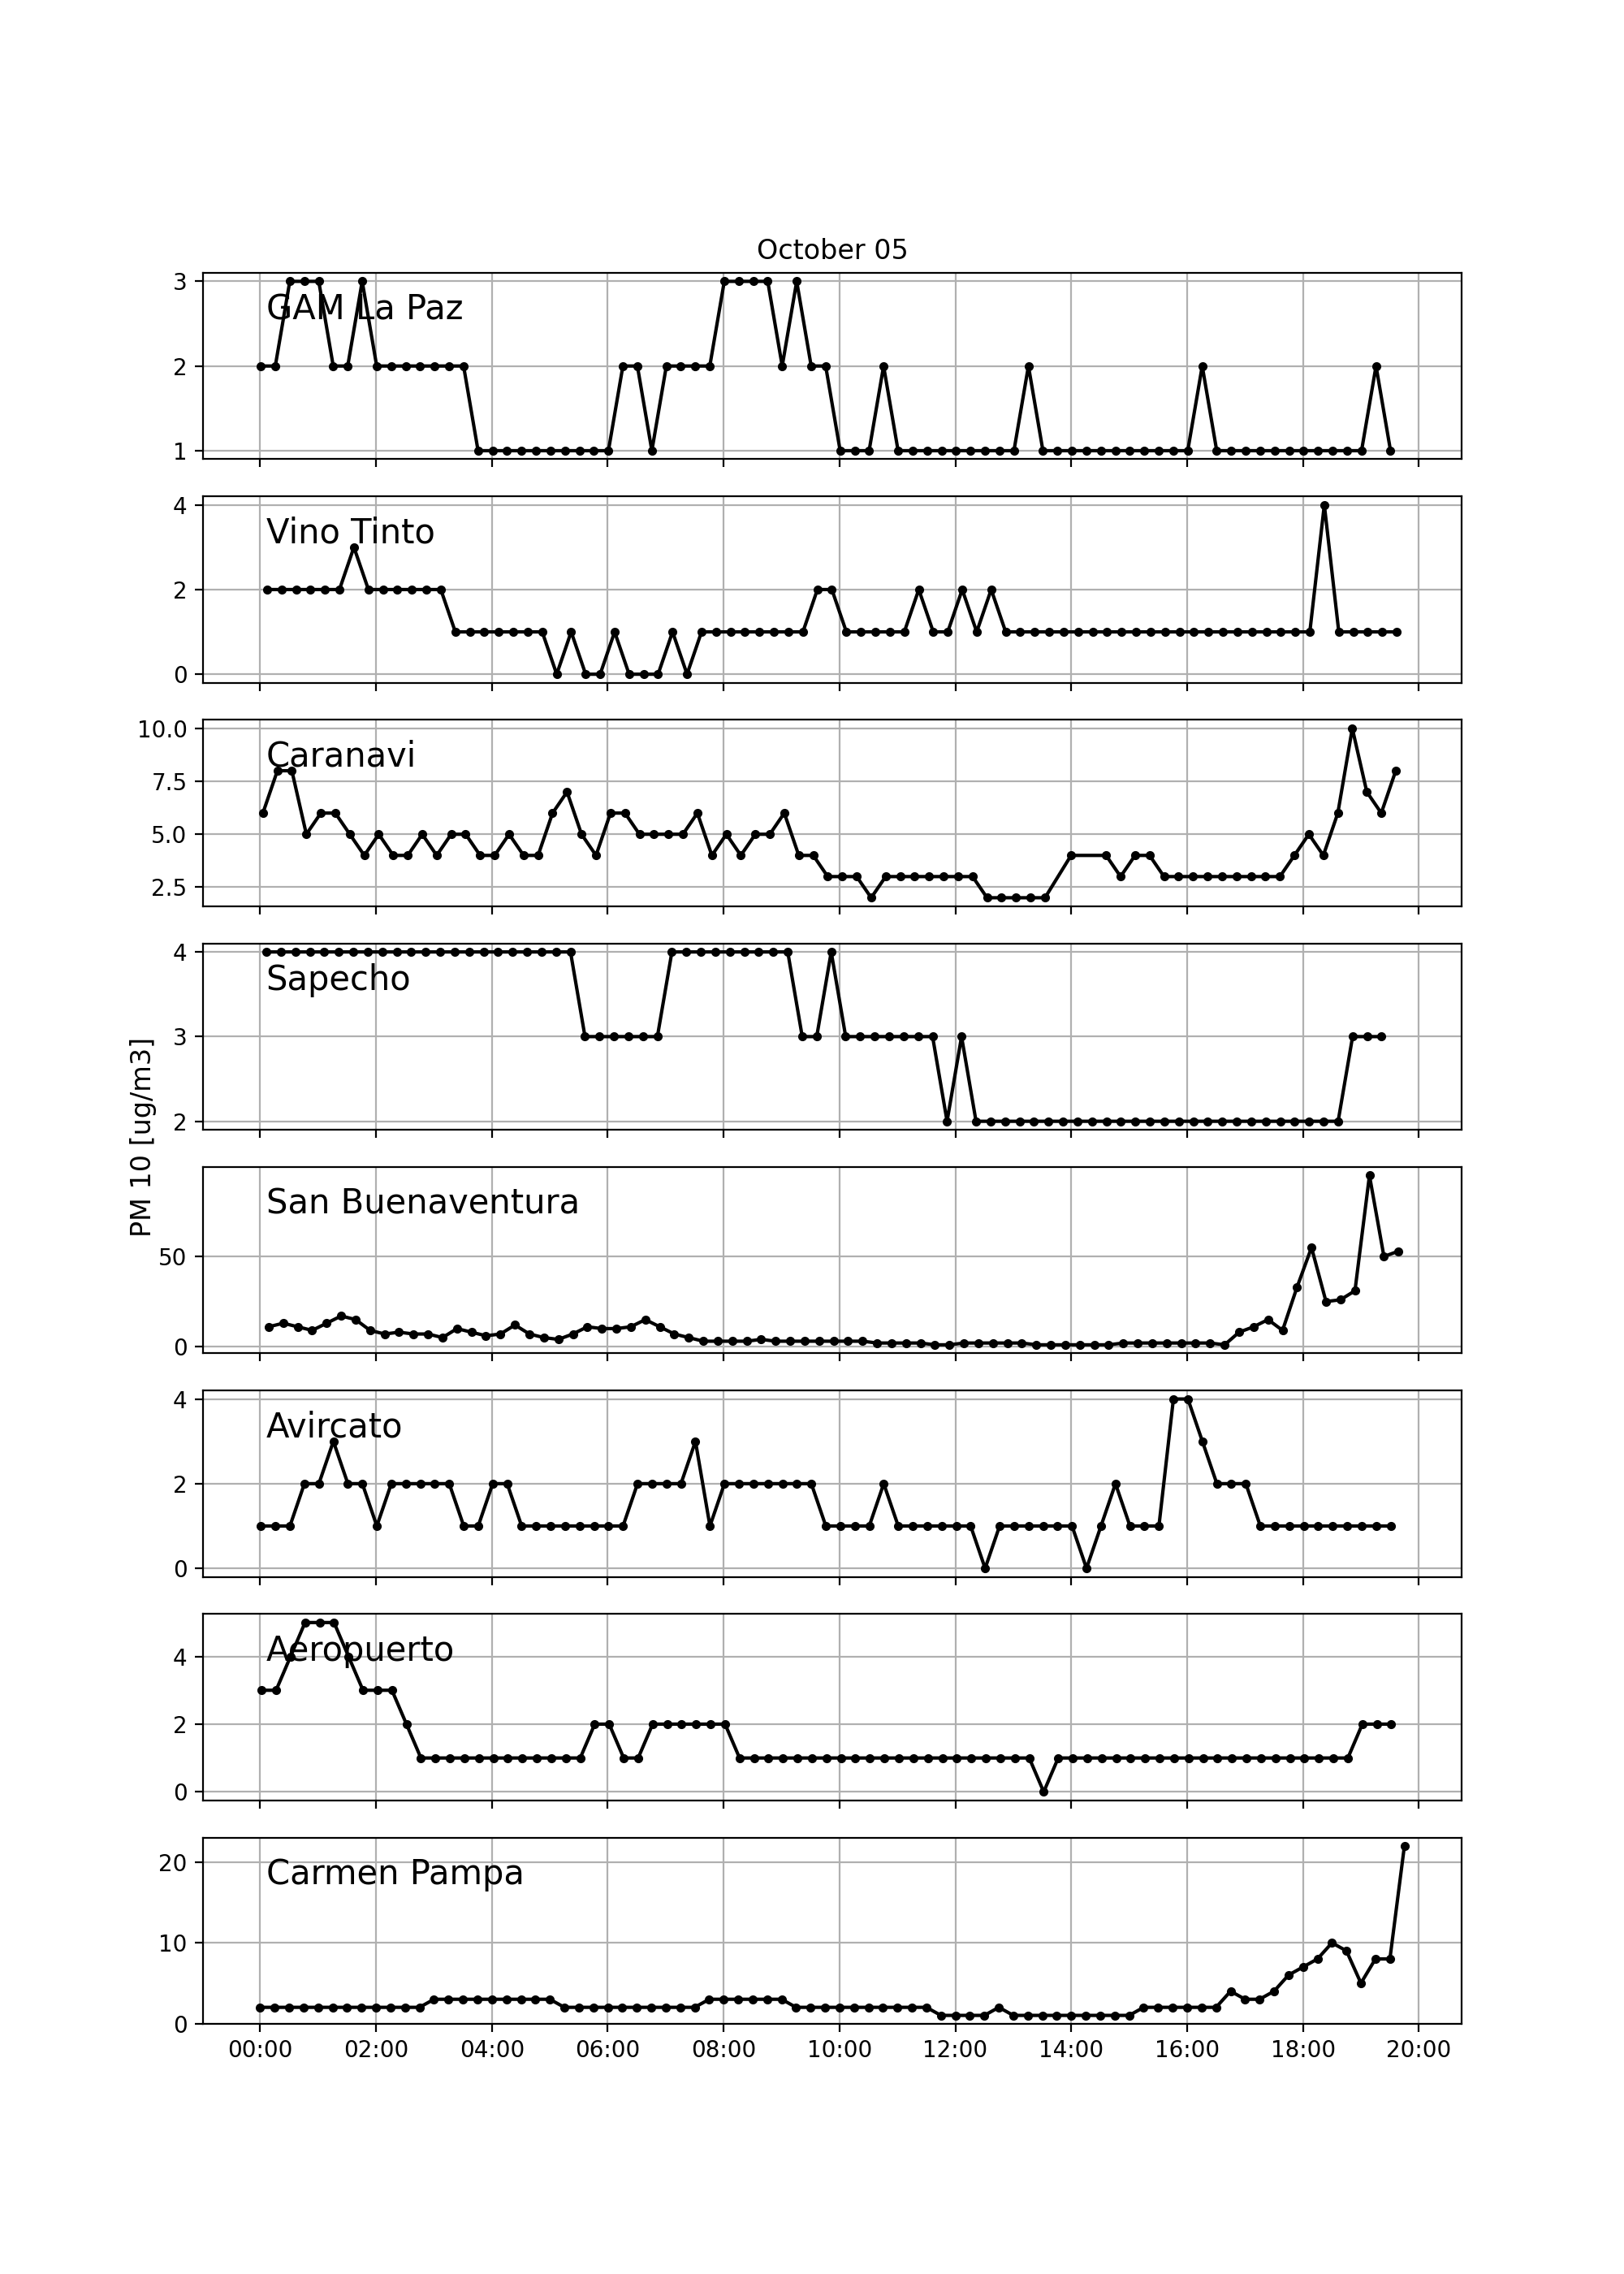 October 05
3
GAM La Paz
2
1
4
Vino Tinto
2
0
10.0
Caranavi
7.5
5.0
2.5
4
Sapecho
3
2
PM 10 [ug/m3]
San Buenaventura
50
0
4
Avircato
2
0
Aeropuerto
4
2
0
20
Carmen Pampa
10
0
00:00 02:00 04:00 06:00 08:00 10:00 12:00 14:00 16:00 18:00 20:00